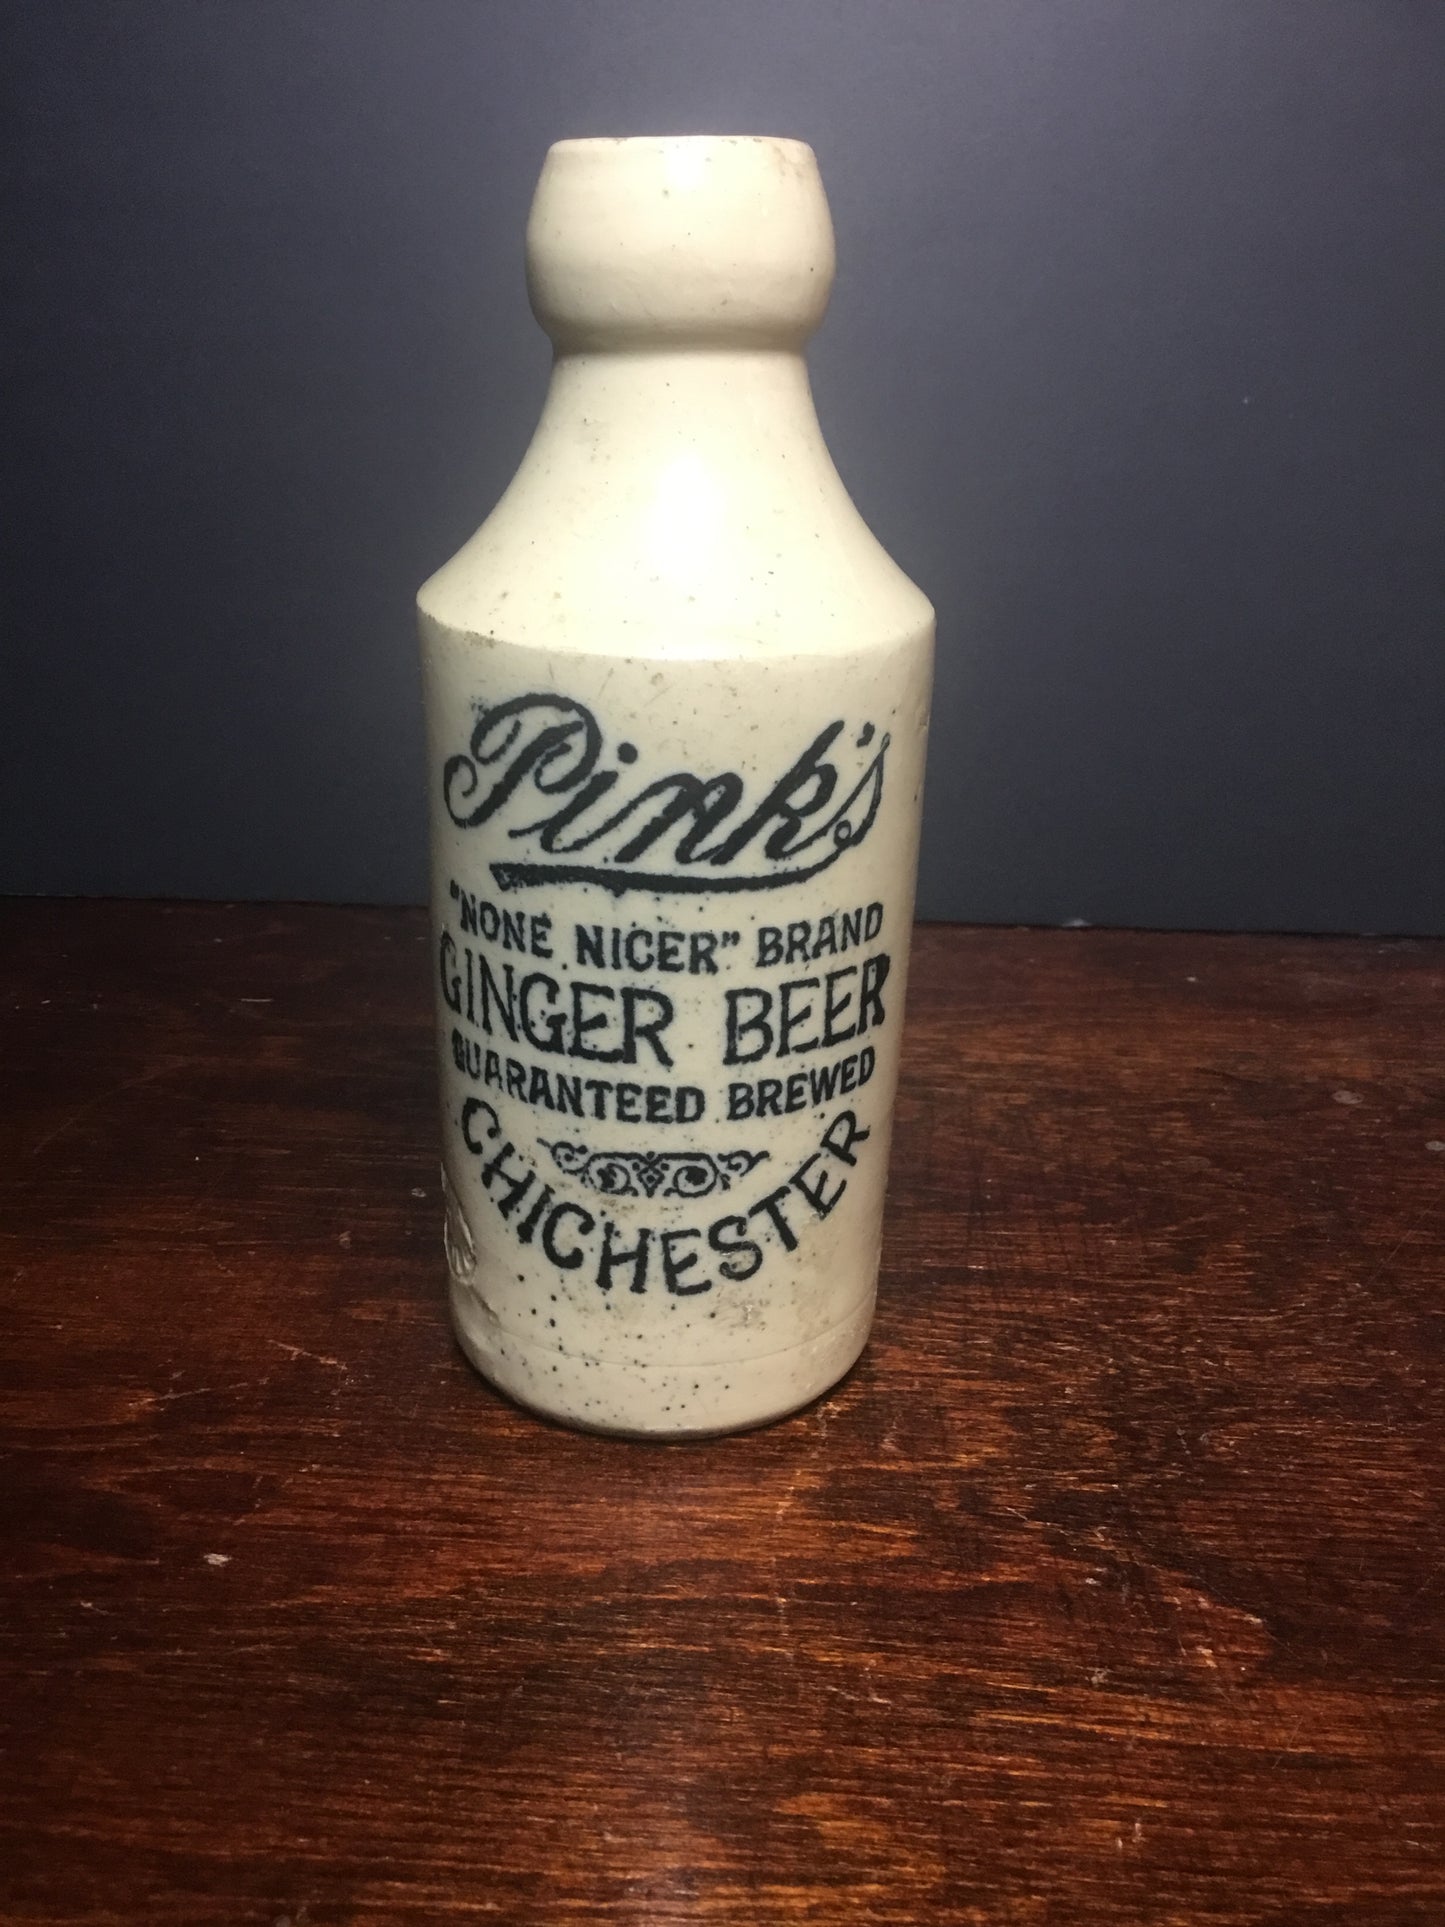 Pink's
"NONE NICER" BRAND
GINGER BEER
GUARANTEED BREWED
CHICHESTER